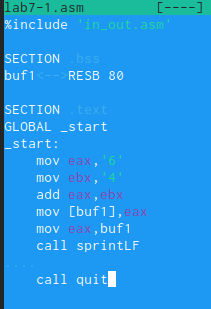 lab7-1.asm [----]
%include 'in_out.asm'
SECTION .bss
buf1<-->RESB 80
SECTION .text
GLOBAL _start
_start:
mov eax,'6'
mov ebx,'4'
add eax,ebx
mov [buf1],eax
mov eax,buf1
call sprintLF
----
call quit